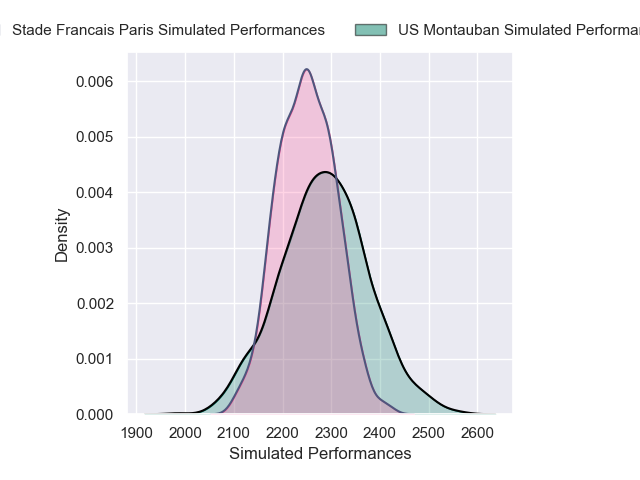 Stade Francais Paris Simulated Performances
US Montauban Simulated
0.006
0.005
0.004
0.003
0.002
0.001
0.000
Density
1900 2000 2100 2200 2300 2400 2500 2600
Simulated Performances